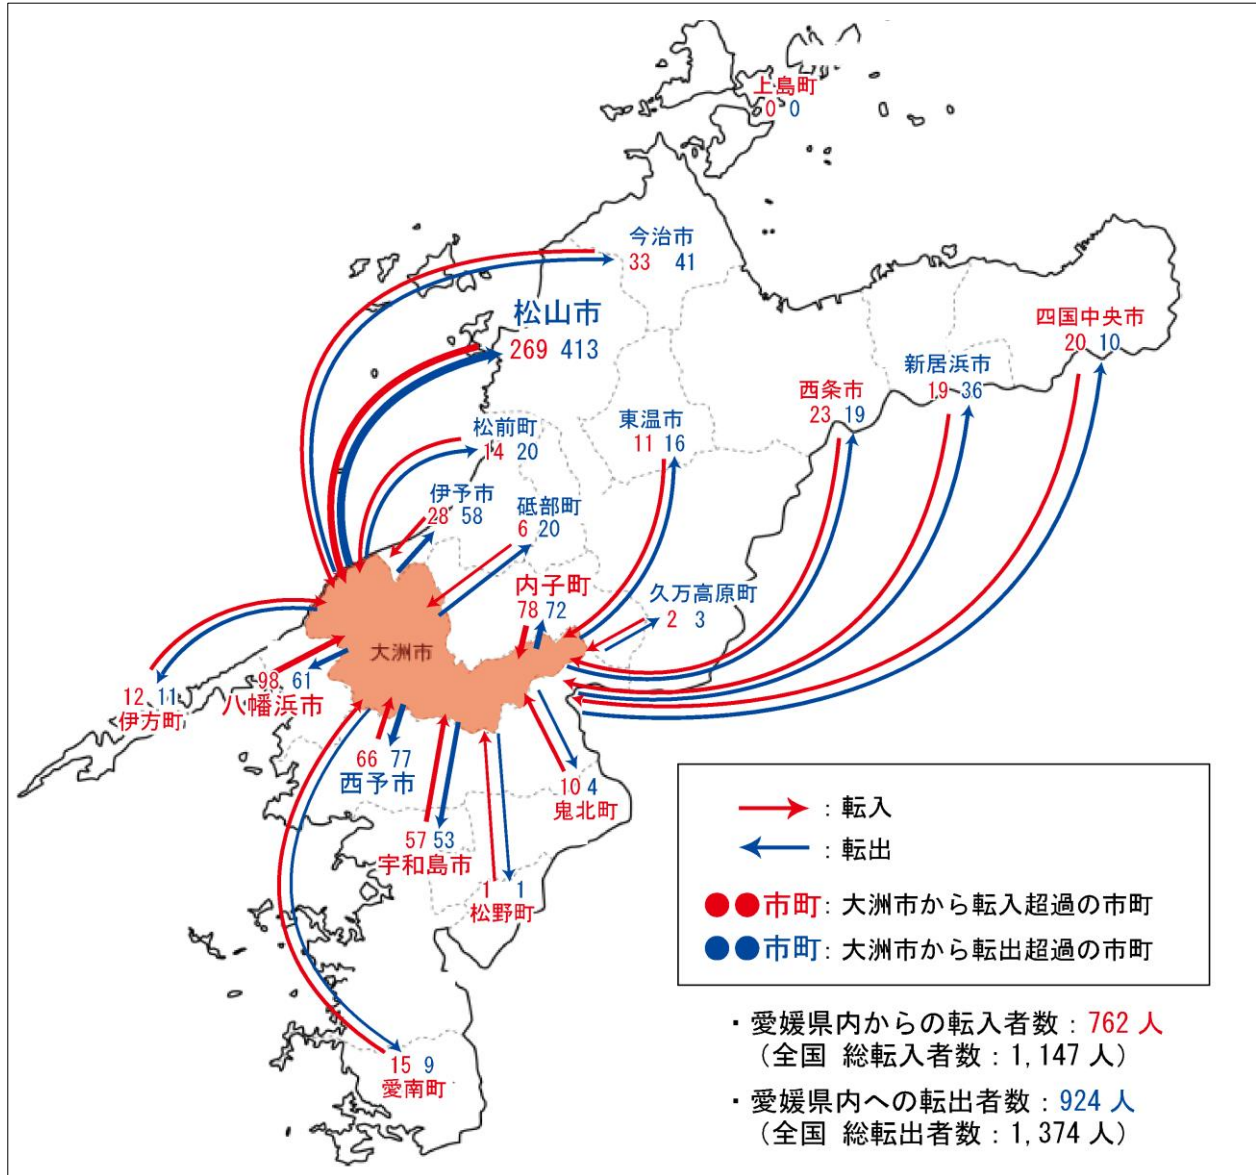 上島町
0 0
今治市
33 41
松山市
269 413
四国中央市
20 10
新居浜市
19 36
西条市
23 19
東温市
11 16
松前町
14 20
伊予市
28 58
砥部町
6 20
内子町
78 72
久万高原町
2 3
大洲市
12 11
伊方町
98 61
八幡浜市
66 77
西予市
10 4
鬼北町
57 53
宇和島市
1 1
松野町
15 9
愛南町
:転入
:転出
●●市町:大洲市から転入超過の市町
●●市町:大洲市から転出超過の市町
・愛媛県内からの転入者数:762 人
(全国 総転入者数:1,147 人)
・愛媛県内への転出者数:924 人
(全国 総転出者数:1,374 人)